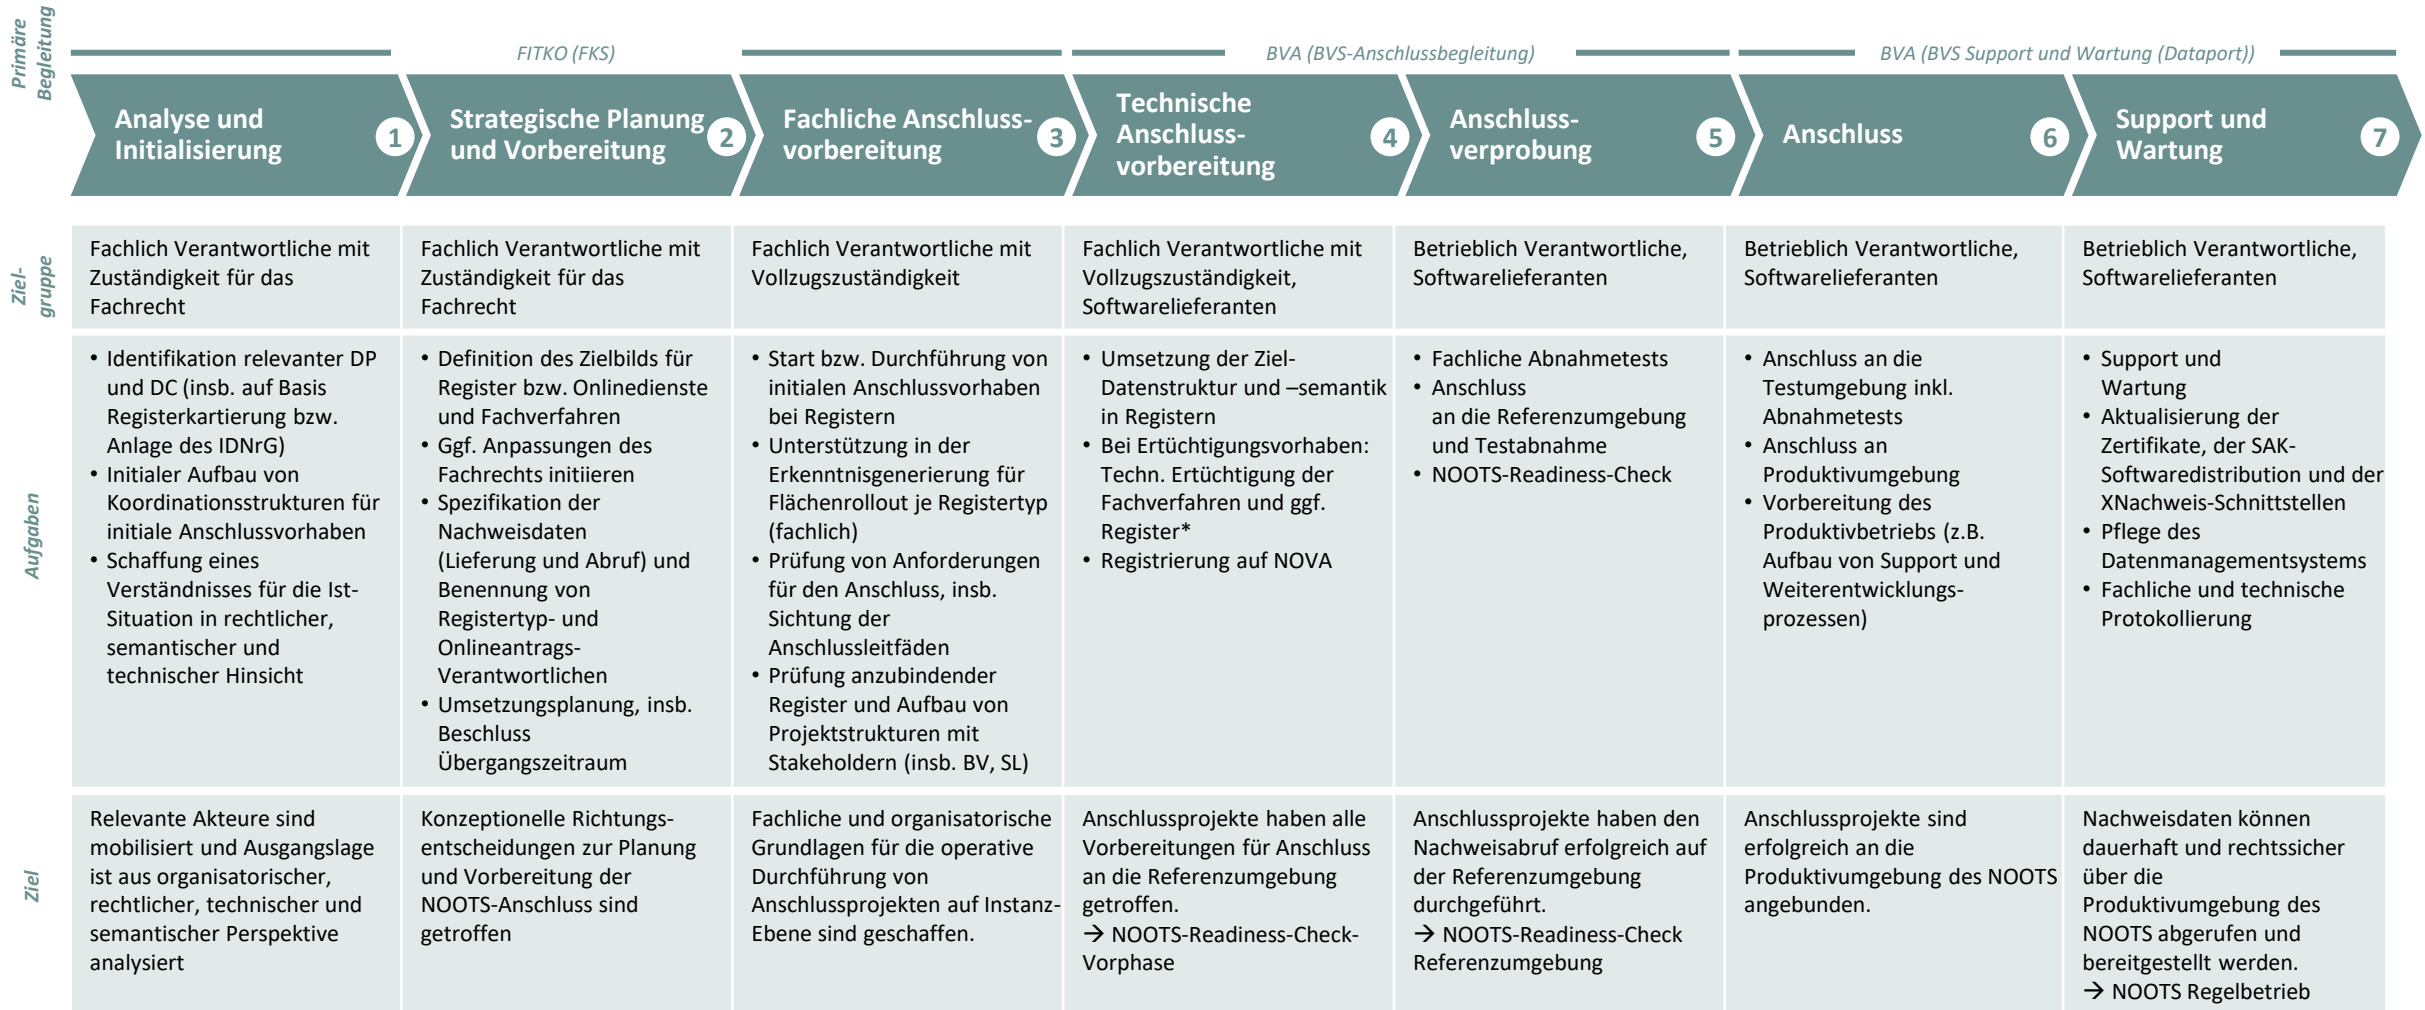 Primäre
Begleitung
FITKO (FKS)
BVA (BVS-Anschlussbegleitung)
BVA (BVS Support und Wartung (Dataport))
Analyse und
Initialisierung
1
Strategische Planung
und Vorbereitung
2
Fachliche Anschluss-
vorbereitung
3
Technische
Anschluss-
vorbereitung
4
Anschluss-
verprobung
5
Anschluss
6
Support und
Wartung
7
Ziel-
gruppe
Fachlich Verantwortliche mit
Zuständigkeit für das
Fachrecht
Fachlich Verantwortliche mit
Zuständigkeit für das
Fachrecht
Fachlich Verantwortliche mit
Vollzugszuständigkeit
Fachlich Verantwortliche mit
Vollzugszuständigkeit,
Softwarelieferanten
Betrieblich Verantwortliche,
Softwarelieferanten
Betrieblich Verantwortliche,
Softwarelieferanten
Betrieblich Verantwortliche,
Softwarelieferanten
Aufgaben
• Identifikation relevanter DP
und DC (insb. auf Basis
Registerkartierung bzw.
Anlage des IDNrG)
• Initialer Aufbau von
Koordinationsstrukturen für
initiale Anschlussvorhaben
• Schaffung eines
Verständnisses für die Ist-
Situation in rechtlicher,
semantischer und
technischer Hinsicht
• Definition des Zielbilds für
Register bzw. Onlinedienste
und Fachverfahren
• Ggf. Anpassungen des
Fachrechts initiieren
• Spezifikation der
Nachweisdaten
(Lieferung und Abruf) und
Benennung von
Registertyp- und
Onlineantrags-
Verantwortlichen
• Umsetzungsplanung, insb.
Beschluss
Übergangszeitraum
• Start bzw. Durchführung von
initialen Anschlussvorhaben
bei Registern
• Unterstützung in der
Erkenntnisgenerierung für
Flächenrollout je Registertyp
(fachlich)
• Prüfung von Anforderungen
für den Anschluss, insb.
Sichtung der
Anschlussleitfäden
• Prüfung anzubindender
Register und Aufbau von
Projektstrukturen mit
Stakeholdern (insb. BV, SL)
• Umsetzung der Ziel-
Datenstruktur und –semantik
in Registern
• Bei Ertüchtigungsvorhaben:
Techn. Ertüchtigung der
Fachverfahren und ggf.
Register*
• Registrierung auf NOVA
• Fachliche Abnahmetests
• Anschluss
an die Referenzumgebung
und Testabnahme
• NOOTS-Readiness-Check
• Anschluss an die
Testumgebung inkl.
Abnahmetests
• Anschluss an
Produktivumgebung
• Vorbereitung des
Produktivbetriebs (z.B.
Aufbau von Support und
Weiterentwicklungs-
prozessen)
• Support und
Wartung
• Aktualisierung der
Zertifikate, der SAK-
Softwaredistribution und der
XNachweis-Schnittstellen
• Pflege des
Datenmanagementsystems
• Fachliche und technische
Protokollierung
Ziel
Relevante Akteure sind
mobilisiert und Ausgangslage
ist aus organisatorischer,
rechtlicher, technischer und
semantischer Perspektive
analysiert
Konzeptionelle Richtungs-
entscheidungen zur Planung
und Vorbereitung der
NOOTS-Anschluss sind
getroffen
Fachliche und organisatorische
Grundlagen für die operative
Durchführung von
Anschlussprojekten auf Instanz-
Ebene sind geschaffen.
Anschlussprojekte haben alle
Vorbereitungen für Anschluss
an die Referenzumgebung
getroffen.
→ NOOTS-Readiness-Check-
Vorphase
Anschlussprojekte haben den
Nachweisabruf erfolgreich auf
der Referenzumgebung
durchgeführt.
→ NOOTS-Readiness-Check
Referenzumgebung
Anschlussprojekte sind
erfolgreich an die
Produktivumgebung des NOOTS
angebunden.
Nachweisdaten können
dauerhaft und rechtssicher
über die
Produktivumgebung des
NOOTS abgerufen und
bereitgestellt werden.
→ NOOTS Regelbetrieb